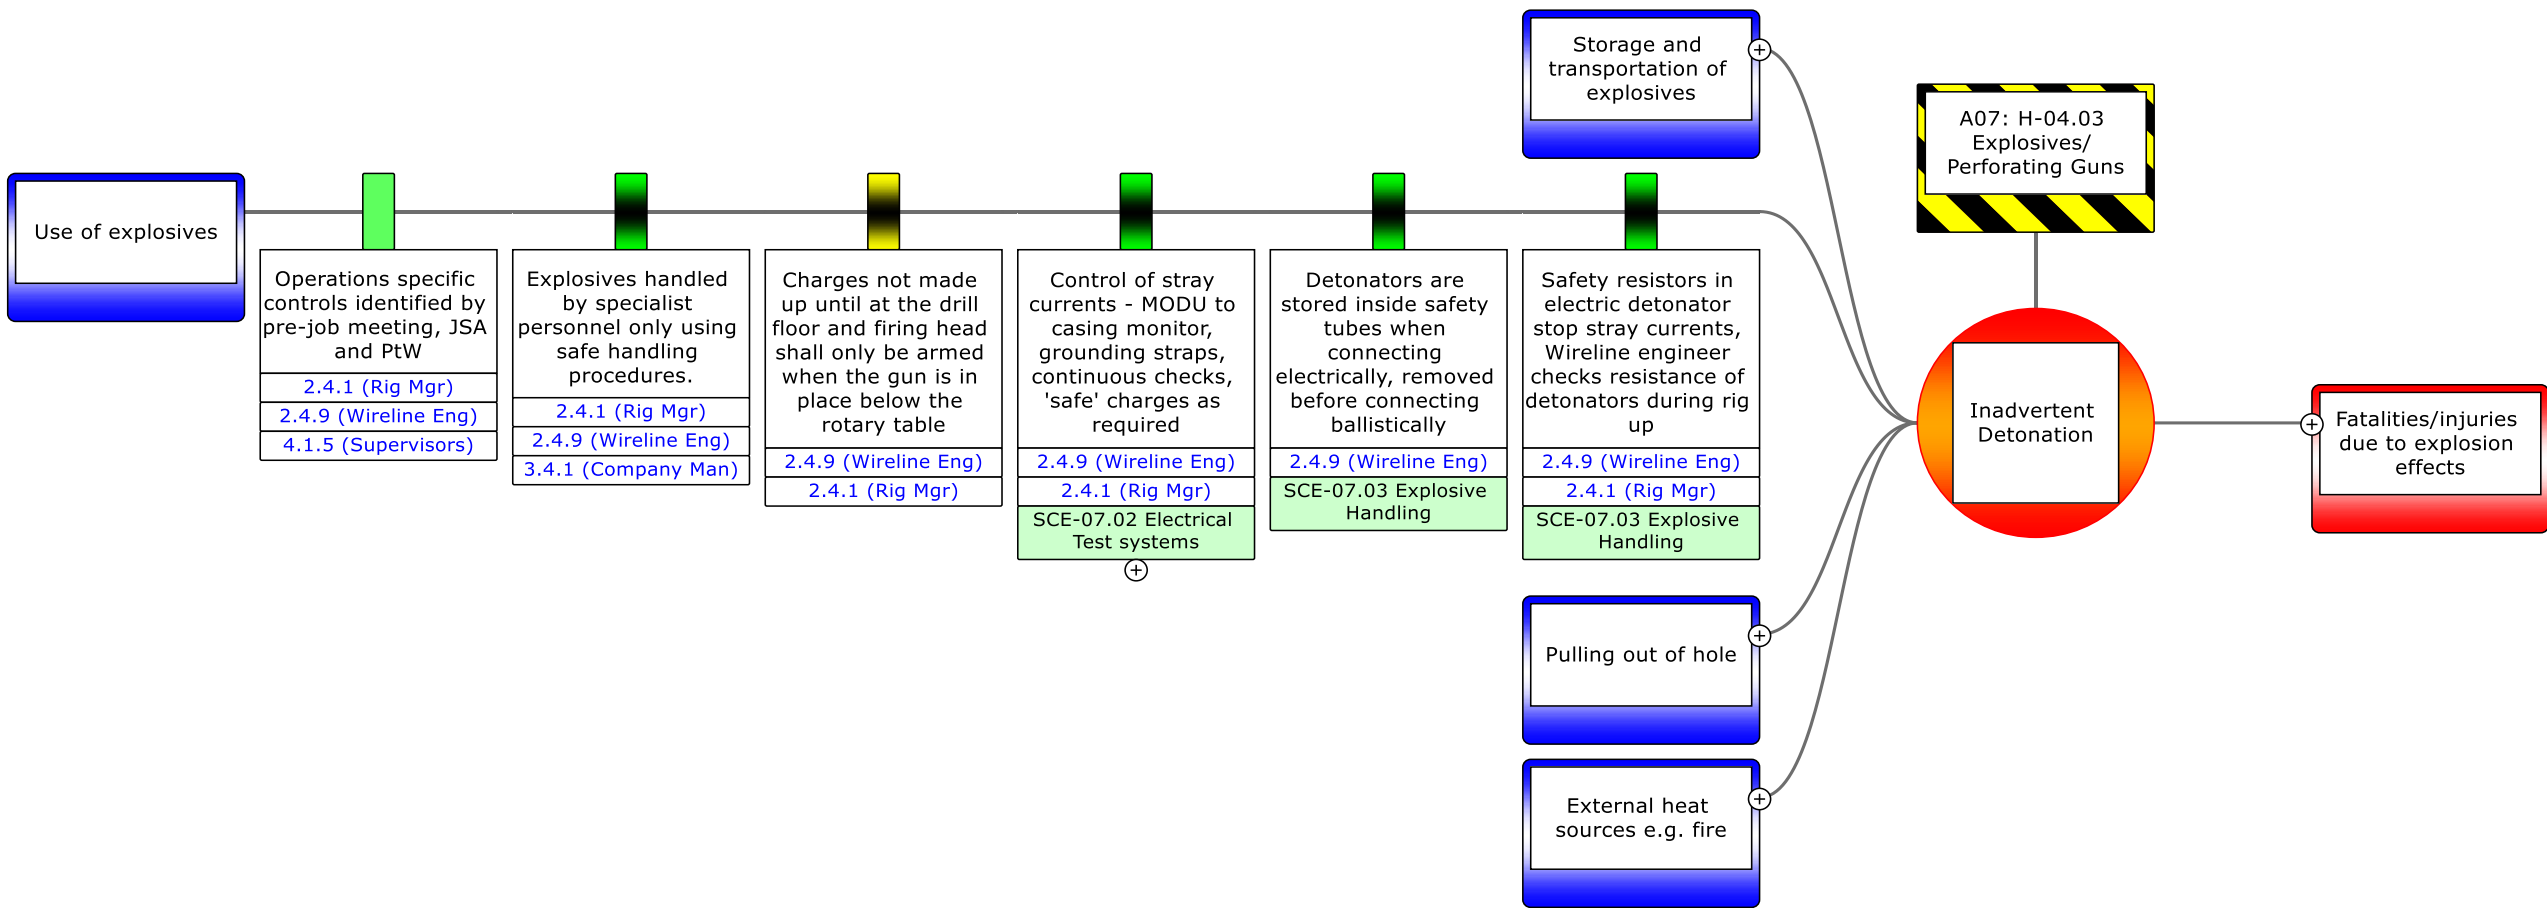 Storage and
transportation of
explosives
A07: H-04.03
Explosives/
Perforating Guns
Use of explosives
Operations specific
controls identified by
pre-job meeting, JSA
and PtW
2.4.1 (Rig Mgr)
2.4.9 (Wireline Eng)
4.1.5 (Supervisors)
Explosives handled
by specialist
personnel only using
safe handling
procedures.
2.4.1 (Rig Mgr)
2.4.9 (Wireline Eng)
3.4.1 (Company Man)
Charges not made
up until at the drill
floor and firing head
shall only be armed
when the gun is in
place below the
rotary table
2.4.9 (Wireline Eng)
2.4.1 (Rig Mgr)
Control of stray
currents - MODU to
casing monitor,
grounding straps,
continuous checks,
'safe' charges as
required
2.4.9 (Wireline Eng)
2.4.1 (Rig Mgr)
SCE-07.02 Electrical
Test systems
Detonators are
stored inside safety
tubes when
connecting
electrically, removed
before connecting
ballistically
2.4.9 (Wireline Eng)
SCE-07.03 Explosive
Handling
Safety resistors in
electric detonator
stop stray currents,
Wireline engineer
checks resistance of
detonators during rig
up
2.4.9 (Wireline Eng)
2.4.1 (Rig Mgr)
SCE-07.03 Explosive
Handling
Inadvertent
Detonation
Fatalities/injuries
due to explosion
effects
Pulling out of hole
External heat
sources e.g. fire